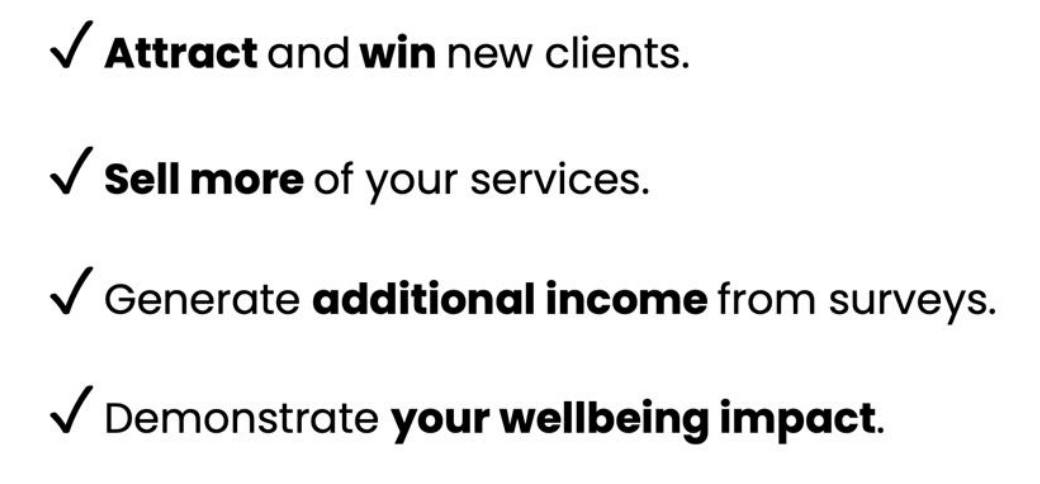 ✓ Attract and win new clients.
✓ Sell more of your services.
✓ Generate additional income from surveys.
✓ Demonstrate your wellbeing impact.